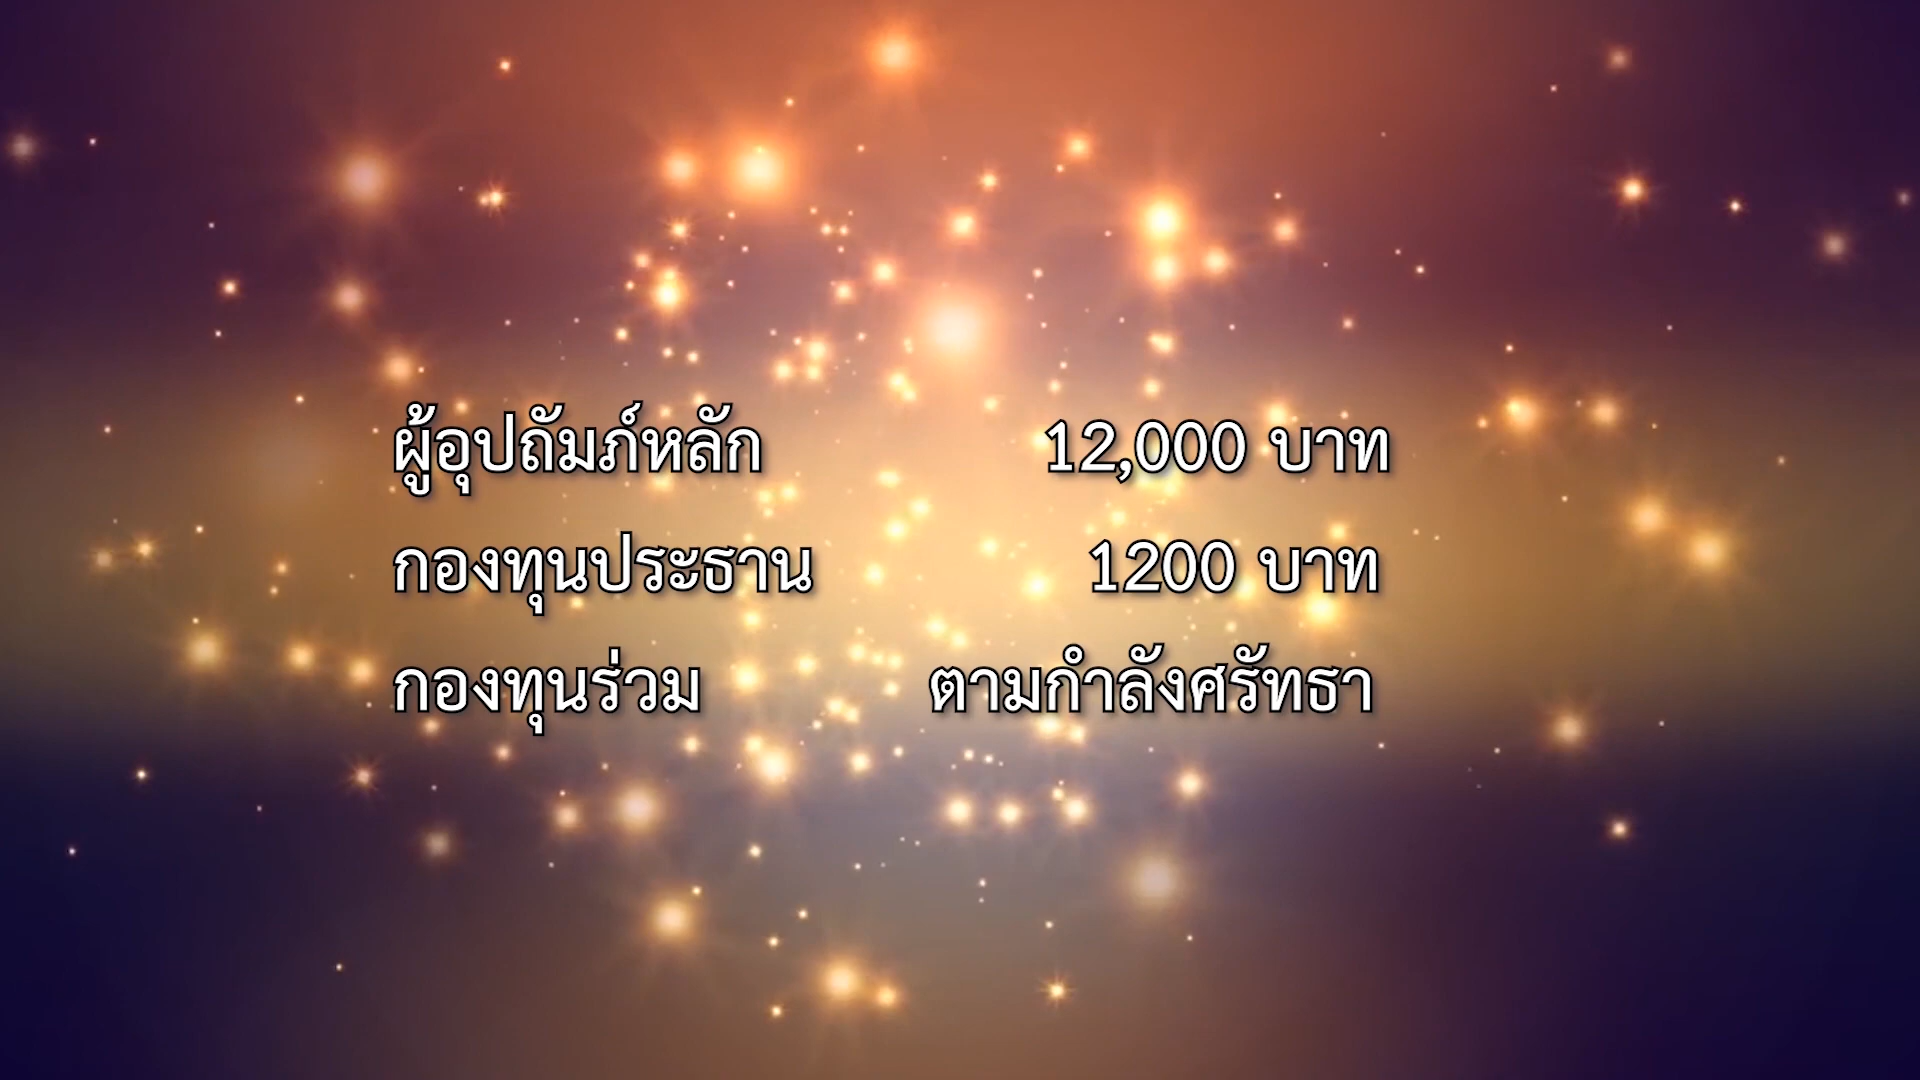 ผู้อุปถัมภ์หลัก 12,000 บาท
กองทุนประธาน 1200 บาท
กองทุนร่วม ตามกำลังศรัทธา